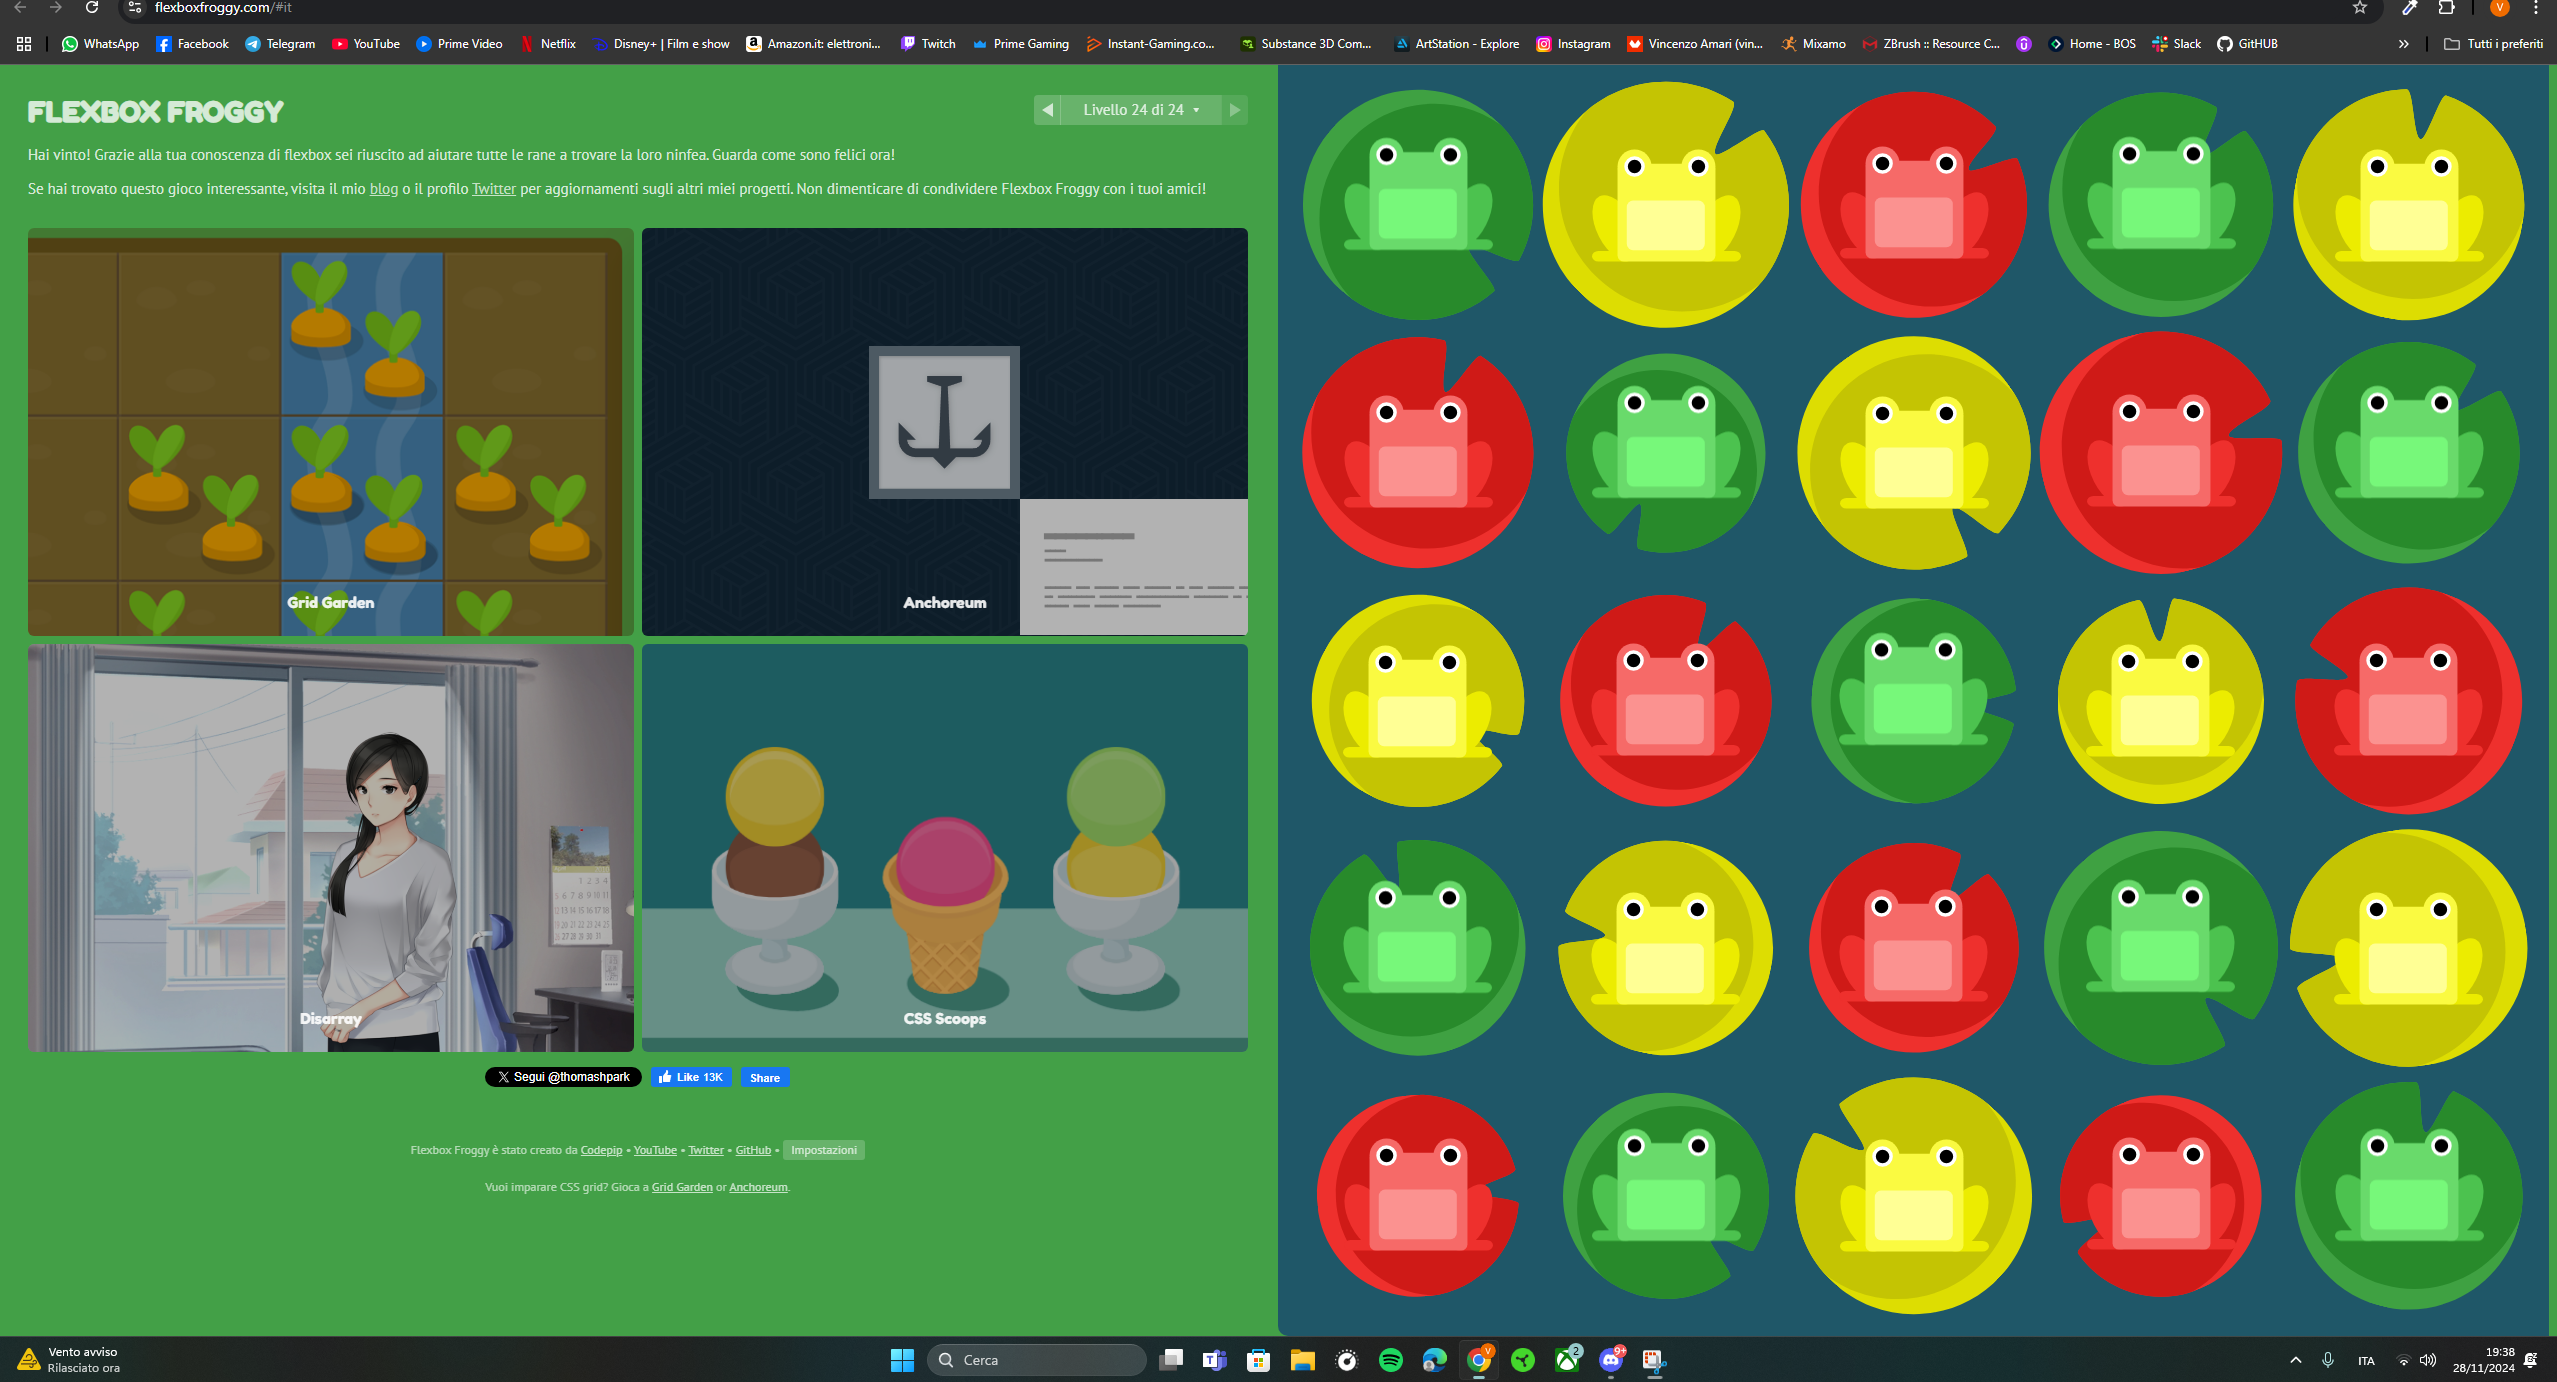 flexboxfroggy.com/#it
WhatsApp Facebook Telegram YouTube Prime Video Netflix Disney+ | Film e show Amazon.it: elettroni... Twitch Prime Gaming Instant-Gaming.co... Substance 3D Com... ArtStation - Explore Instagram Vincenzo Amari (vin... Mixamo ZBrush :: Resource C... Home - BOS Slack GitHUB » Tutti i preferiti
FLEXBOX FROGGY
◀ Livello 24 di 24 ▶
Hai vinto! Grazie alla tua conoscenza di flexbox sei riuscito ad aiutare tutte le rane a trovare la loro ninfea. Guarda come sono felici ora!
Se hai trovato questo gioco interessante, visita il mio blog o il profilo Twitter per aggiornamenti sugli altri miei progetti. Non dimenticare di condividere Flexbox Froggy con i tuoi amici!
Grid Garden
Anchoreum
Disarray
CSS Scoops
Segui @thomashpark
Like 13K
Share
Flexbox Froggy è stato creato da Codepip • YouTube • Twitter • GitHub • Impostazioni
Vuoi imparare CSS grid? Gioca a Grid Garden or Anchoreum.
Vento avviso
Rilasciato ora
Cerca
2
9+
ITA
19:38
28/11/2024